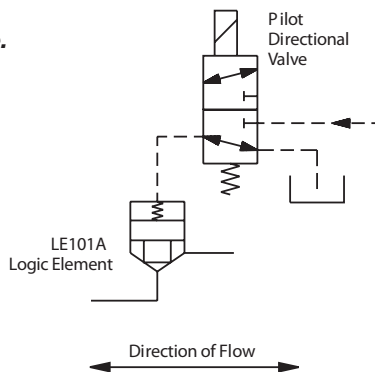 Pilot
Directional
Valve
LE101A
Logic Element
Direction of Flow